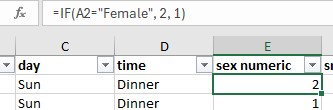 fx =IF(A2="Female", 2, 1)
C D E
day time sex numeric
Sun Dinner 2
Sun Dinner 1